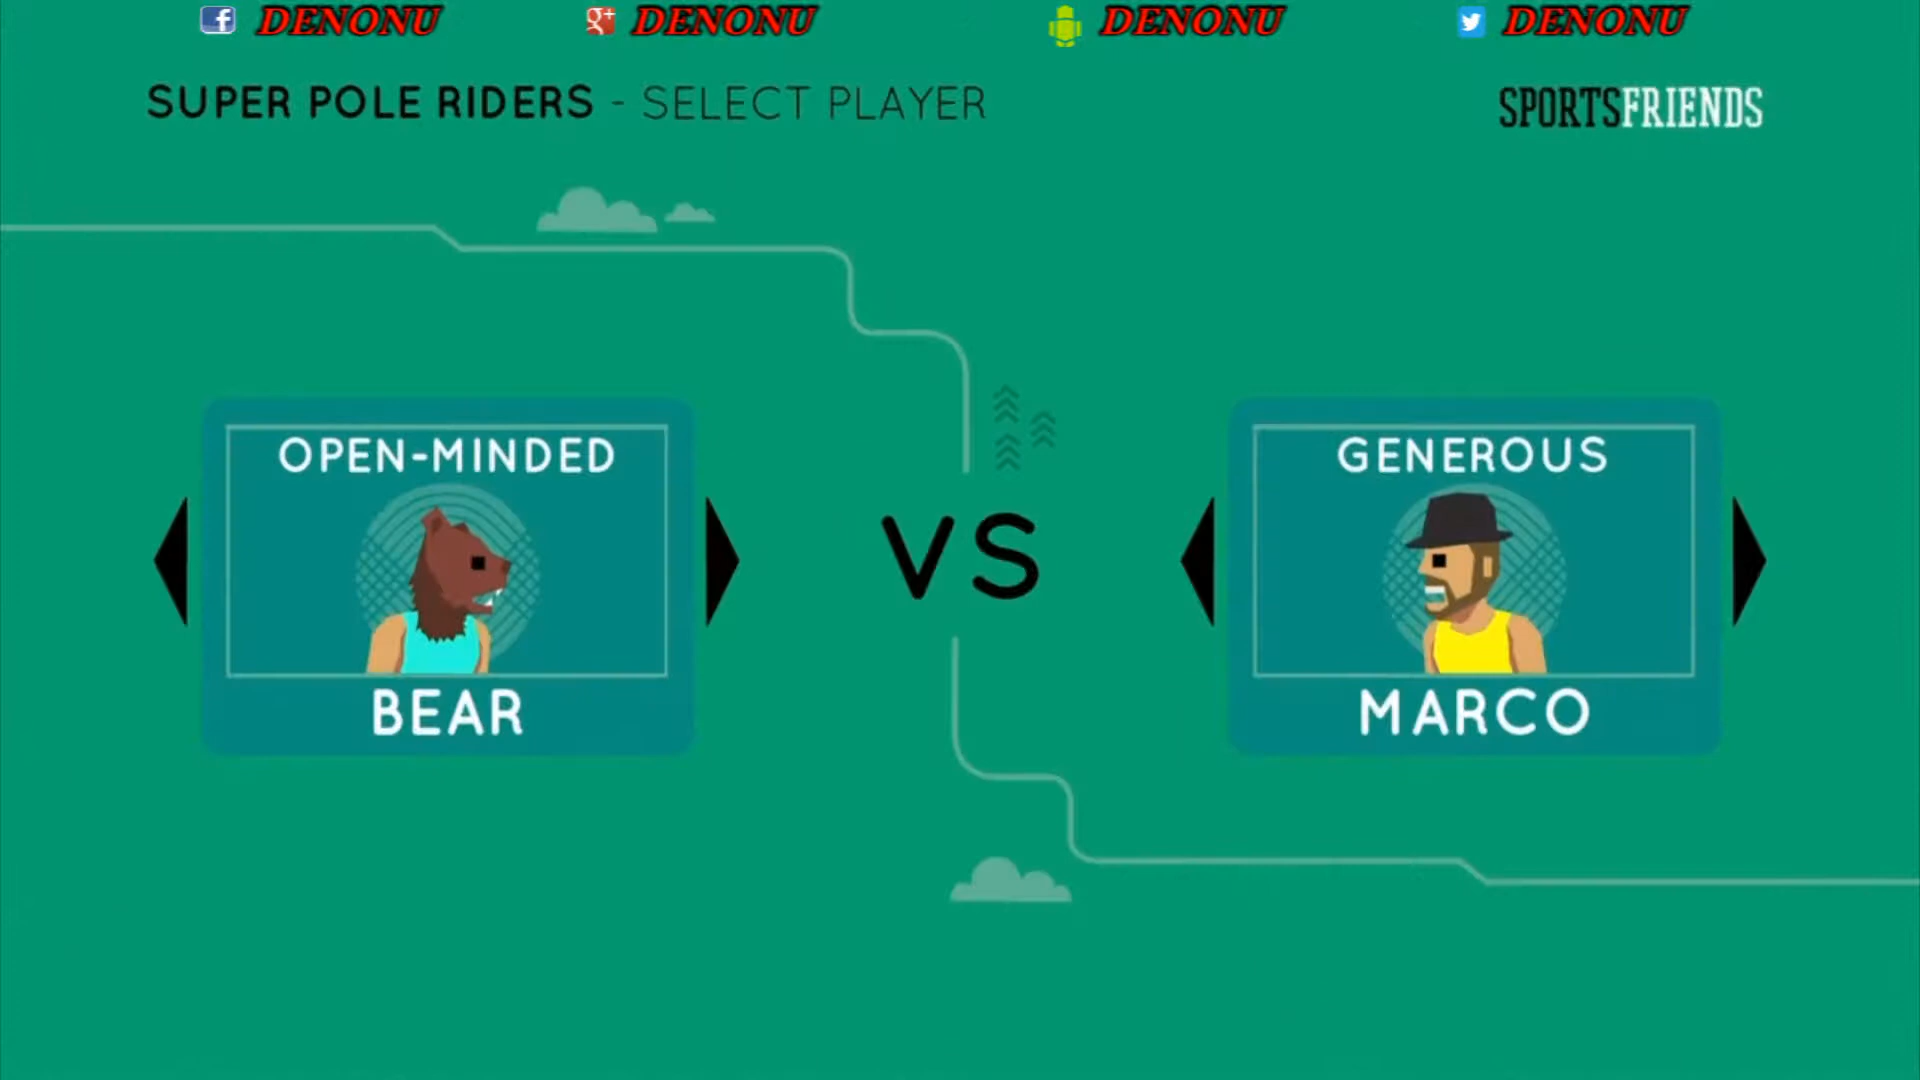 DENONU DENONU DENONU DENONU
SUPER POLE RIDERS - SELECT PLAYER
SPORTSFRIENDS
OPEN-MINDED
BEAR
VS
GENEROUS
MARCO